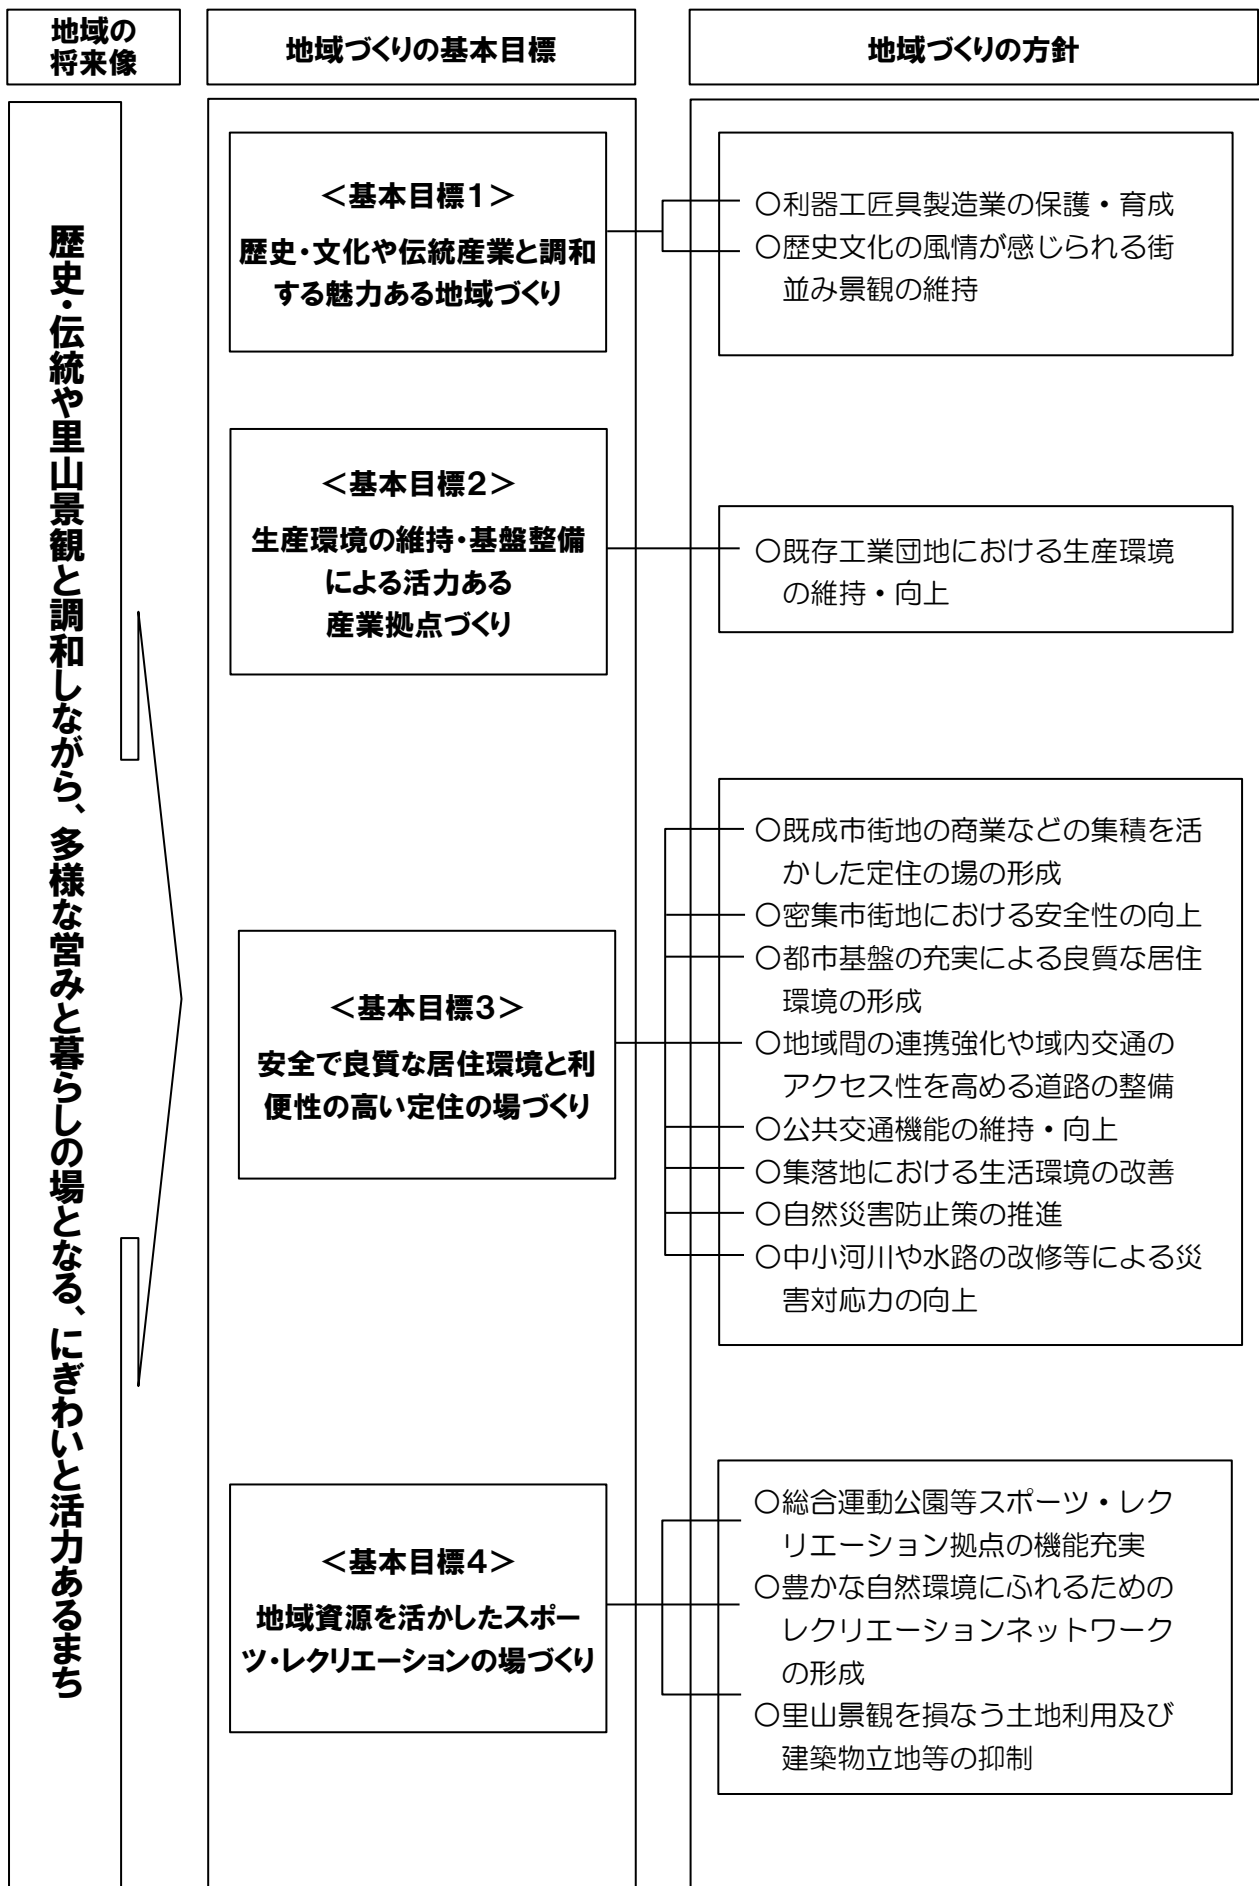 地域の
将来像
地域づくりの基本目標
地域づくりの方針
歴史・伝統や里山景観と調和しながら、多様な営みと暮らしの場となる、にぎわいと活力あるまち
＜基本目標１＞
歴史・文化や伝統産業と調和
する魅力ある地域づくり
〇利器工匠具製造業の保護・育成
〇歴史文化の風情が感じられる街
並み景観の維持
＜基本目標２＞
生産環境の維持・基盤整備
による活力ある
産業拠点づくり
〇既存工業団地における生産環境
の維持・向上
＜基本目標３＞
安全で良質な居住環境と利
便性の高い定住の場づくり
〇既成市街地の商業などの集積を活
かした定住の場の形成
〇密集市街地における安全性の向上
〇都市基盤の充実による良質な居住
環境の形成
〇地域間の連携強化や域内交通の
アクセス性を高める道路の整備
〇公共交通機能の維持・向上
〇集落地における生活環境の改善
〇自然災害防止策の推進
〇中小河川や水路の改修等による災
害対応力の向上
＜基本目標４＞
地域資源を活かしたスポー
ツ・レクリエーションの場づくり
〇総合運動公園等スポーツ・レク
リエーション拠点の機能充実
〇豊かな自然環境にふれるための
レクリエーションネットワーク
の形成
〇里山景観を損なう土地利用及び
建築物立地等の抑制